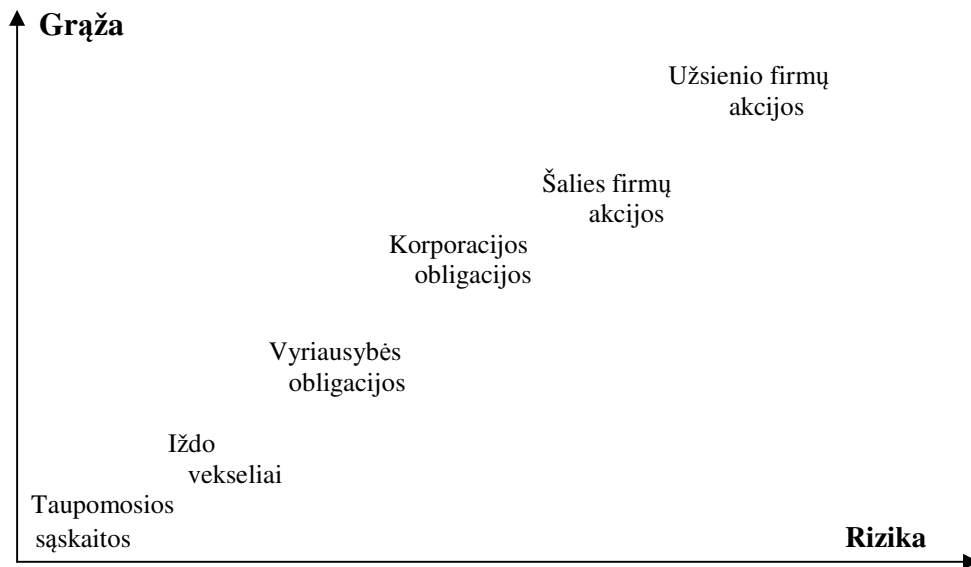 Grąža
Užsienio firmų
akcijos
Šalies firmų
akcijos
Korporacijos
obligacijos
Vyriausybės
obligacijos
Iždo
vekseliai
Taupomosios
sąskaitos
Rizika